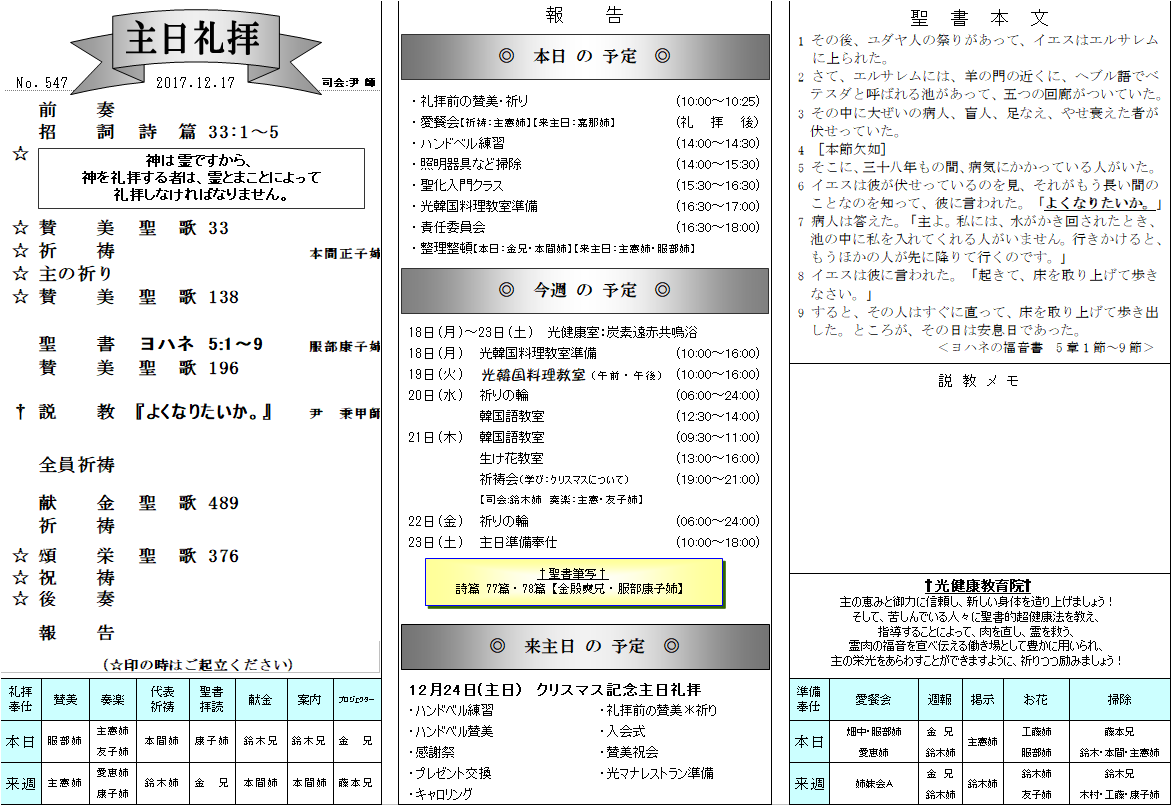 主日礼拝
No. 547　2017.12.17　司会:尹 師
前　奏
招　詞　詩　篇　33:1～5
☆
神は霊ですから、
神を礼拝する者は、霊とまことによって
礼拝しなければなりません。
☆ 賛　美　聖　歌　33
☆ 祈　祷　本間正子姉
☆ 主の祈り
☆ 賛　美　聖　歌　138
聖　書　ヨハネ　5:1～9　服部康子姉
賛　美　聖　歌　196
† 説　教　『よくなりたいか。』　尹　秉甲師
全員祈祷
献　金　聖　歌　489
祈　祷
☆ 頌　栄　聖　歌　376
☆ 祝　祷
☆ 後　奏
報　告
(☆印の時はご起立ください)
礼拝奉仕　賛美　奏楽　代表祈祷　聖書拝読　献金　案内　プロジェクター
本日　服部姉　主憲姉 友子姉　本間姉　康子姉　鈴木兄　鈴木兄　金　兄
来週　主憲姉　愛恵姉 康子姉　鈴木姉　金　兄　本間姉　本間姉　藤本兄
報　告
◎　本日 の 予定　◎
・礼拝前の賛美・祈り　(10:00～10:25)
・愛餐会【祈祷：主憲姉】【来主日：嘉那姉】　(礼　拝　後)
・ハンドベル練習　(14:00～14:30)
・照明器具など掃除　(14:00～15:30)
・聖化入門クラス　(15:30～16:30)
・光韓国料理教室準備　(16:30～17:00)
・責任委員会　(16:30～18:00)
・整理整頓【本日：金兄・本間姉】【来主日：主憲姉・服部姉】
◎　今週 の 予定　◎
18日(月)～23日(土)　光健康室：炭素遠赤共鳴浴
18日(月)　光韓国料理教室準備　(10:00～16:00)
19日(火)　光韓国料理教室（午前・午後）　(10:00～16:00)
20日(水)　祈りの輪　(06:00～24:00)
韓国語教室　(12:30～14:00)
21日(木)　韓国語教室　(09:30～11:00)
生け花教室　(13:00～16:00)
祈祷会(学び：クリスマスについて)　(19:00～21:00)
【司会:鈴木姉　奏楽：主憲・友子姉】
22日(金)　祈りの輪　(06:00～24:00)
23日(土)　主日準備奉仕　(10:00～18:00)
†聖書筆写†
詩篇 77篇・78篇【金殷奭兄・服部康子姉】
◎　来主日 の 予定　◎
12月24日(主日)　クリスマス記念主日礼拝
・ハンドベル練習　・礼拝前の賛美＊祈り
・ハンドベル賛美　・入会式
・感謝祭　・賛美祝会
・プレゼント交換　・光マナレストラン準備
・キャロリング
聖書本文
1 その後、ユダヤ人の祭りがあって、イエスはエルサレム
に上られた。
2 さて、エルサレムには、羊の門の近くに、ヘブル語でベ
テスダと呼ばれる池があって、五つの回廊がついていた。
3 その中に大ぜいの病人、盲人、足なえ、やせ衰えた者が
伏せっていた。
4 ［本節欠如］
5 そこに、三十八年もの間、病気にかかっている人がいた。
6 イエスは彼が伏せっているのを見、それがもう長い間の
ことなのを知って、彼に言われた。「よくなりたいか。」
7 病人は答えた。「主よ。私には、水がかき回されたとき、
池の中に私を入れてくれる人がいません。行きかけると、
もうほかの人が先に降りて行くのです。」
8 イエスは彼に言われた。「起きて、床を取り上げて歩き
なさい。」
9 すると、その人はすぐに直って、床を取り上げて歩き出
した。ところが、その日は安息日であった。
＜ヨハネの福音書　5章1節～9節＞
説教メモ
†光健康教育院†
主の恵みと御力に信頼し、新しい身体を造り上げましょう！
そして、苦しんでいる人々に聖書的超健康法を教え、
指導することによって、肉を直し、霊を救う、
霊肉の福音を宣べ伝える働き場として豊かに用いられ、
主の栄光をあらわすことができますように、祈りつつ励みましょう！
準備奉仕　愛餐会　週報　掲示　お花　掃除
本日　畑中・服部姉 愛恵姉　金　兄 鈴木姉　主憲姉　工藤姉 服部姉　藤本兄 鈴木・本間・主憲姉
来週　姉妹会A　金　兄 鈴木姉　鈴木姉　鈴木姉 友子姉　鈴木兄 木村・工藤・康子姉